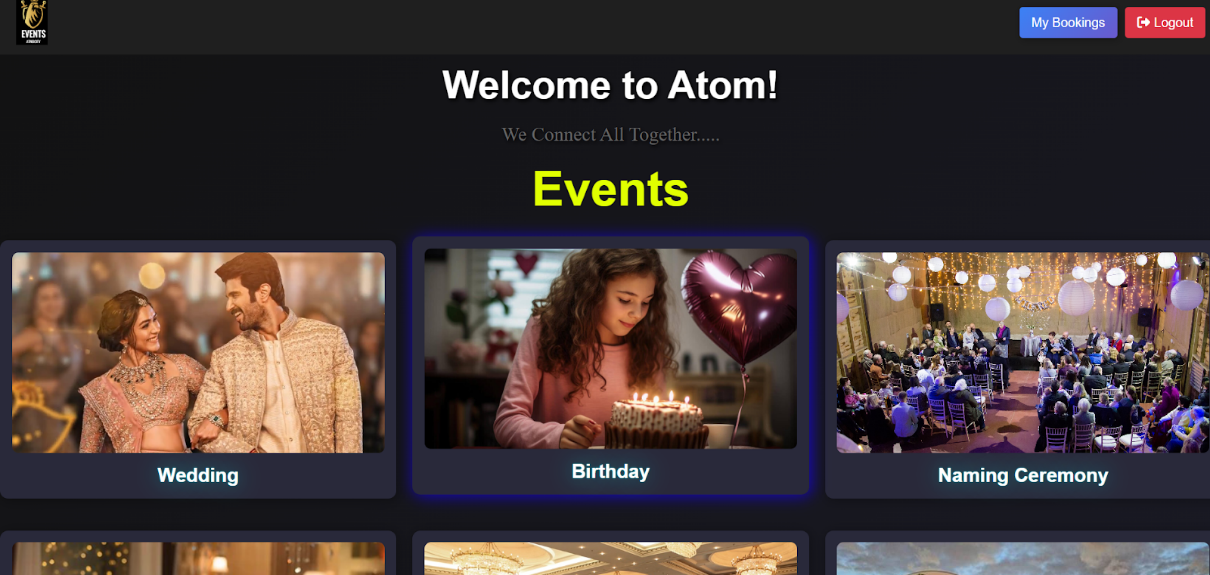 EVENTS
My Bookings
Logout
Welcome to Atom!
We Connect All Together.....
Events
Wedding
Birthday
Naming Ceremony